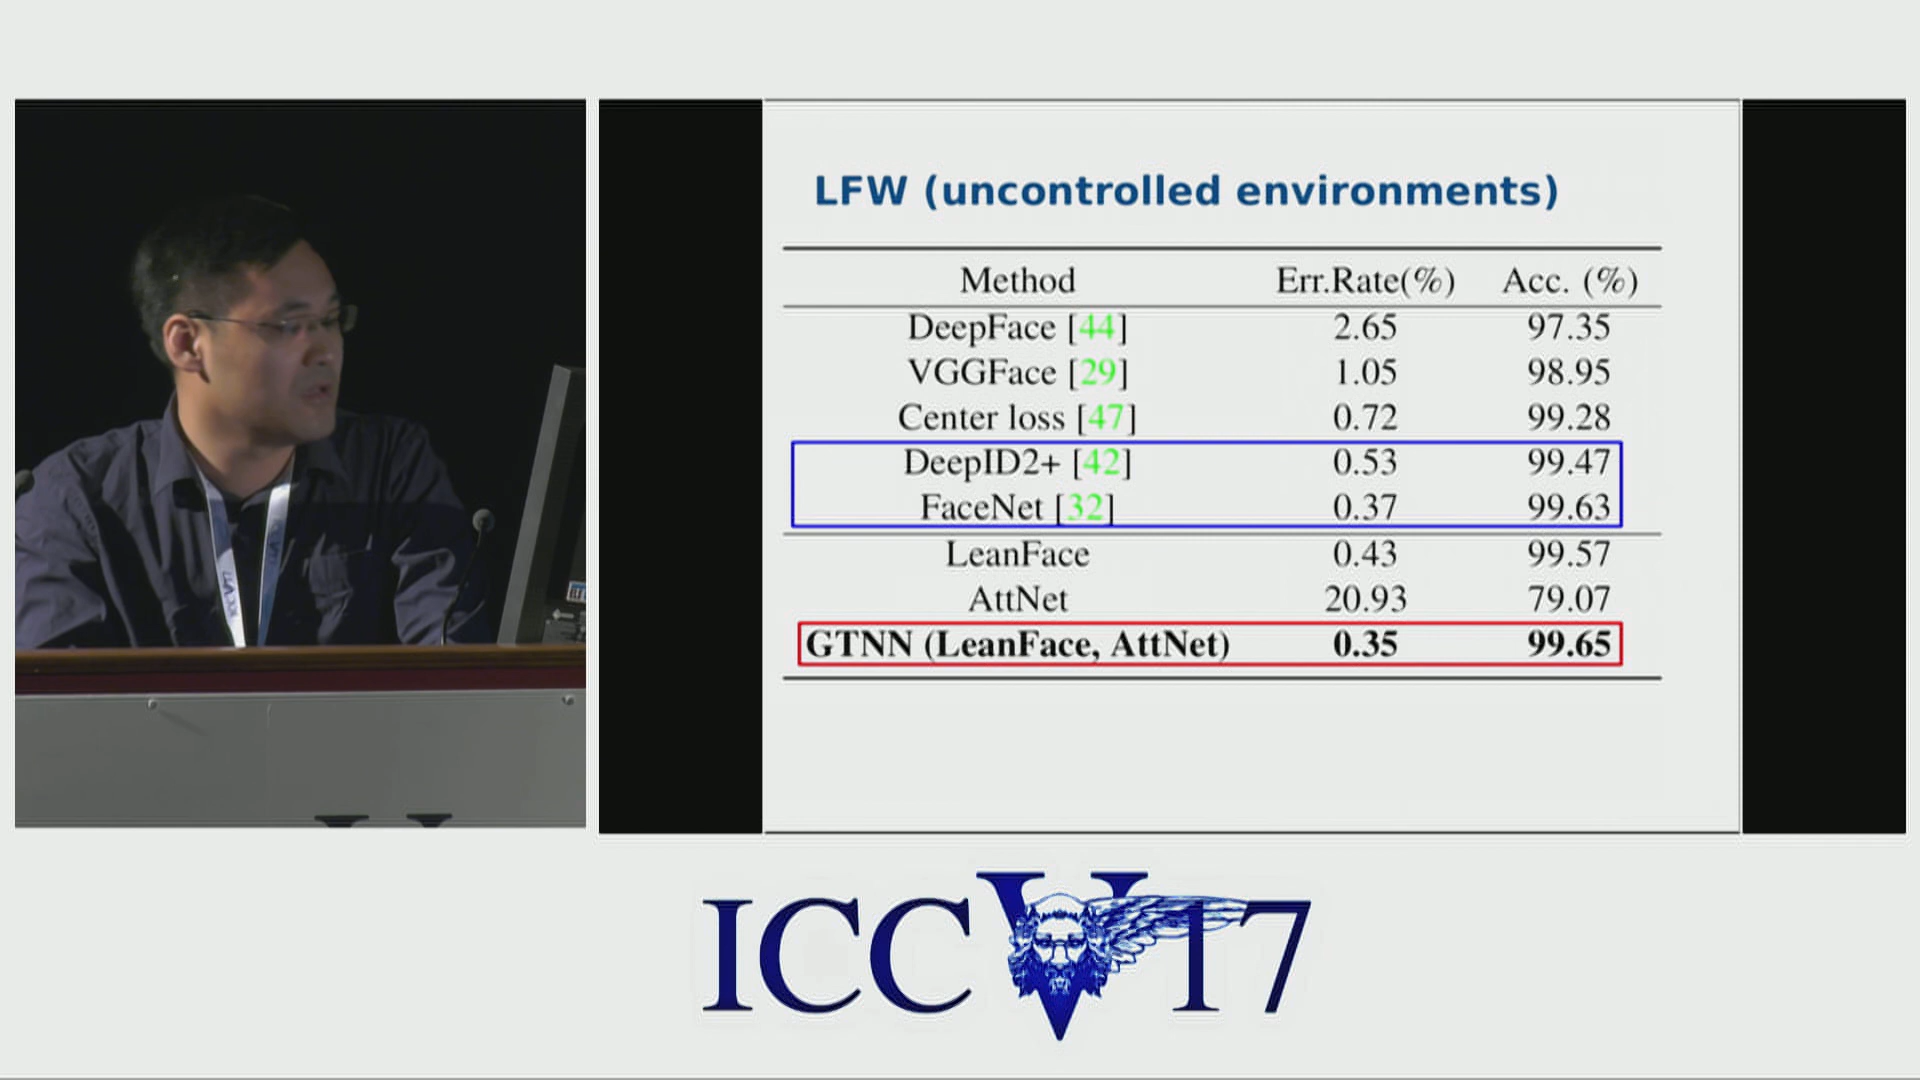 LFW (uncontrolled environments)
Method Err.Rate(%) Acc. (%)
DeepFace [44] 2.65 97.35
VGGFace [29] 1.05 98.95
Center loss [47] 0.72 99.28
DeepID2+ [42] 0.53 99.47
FaceNet [32] 0.37 99.63
LeanFace 0.43 99.57
AttNet 20.93 79.07
GTNN (LeanFace, AttNet) 0.35 99.65
ICCV17
ICCV17